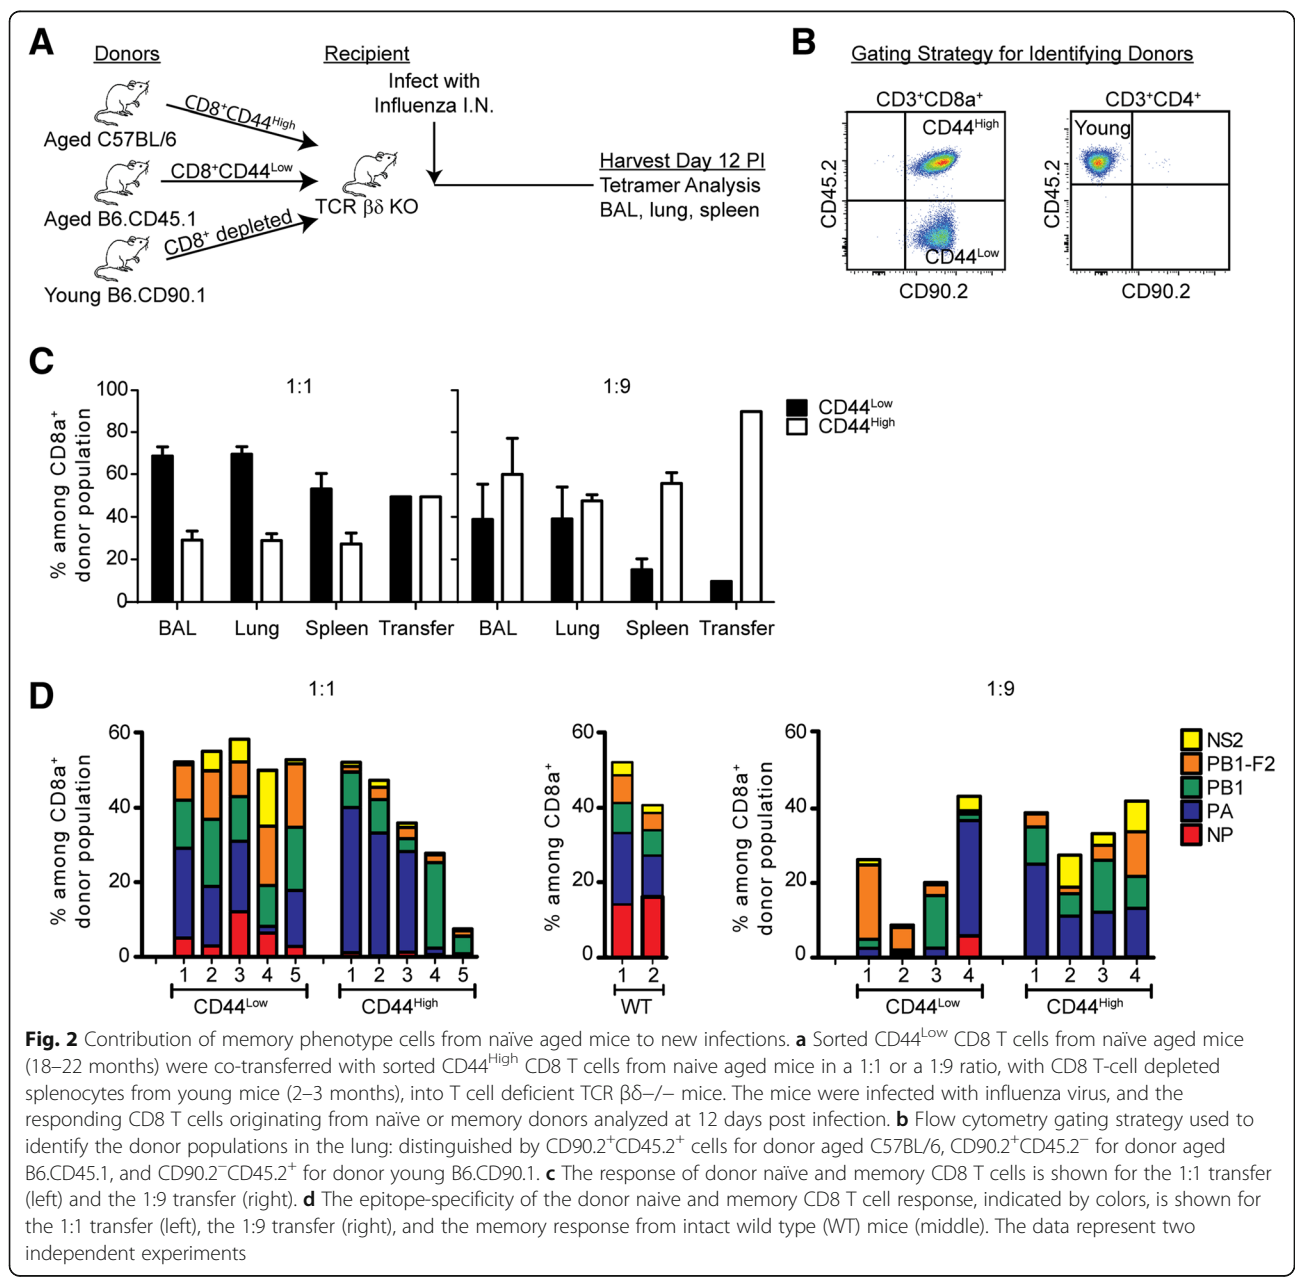 A
Donors
Recipient
Aged C57BL/6
Aged B6.CD45.1
Young B6.CD90.1
CD8+CD44High
CD8+CD44Low
CD8+ depleted
Infect with
Influenza I.N.
TCR βδ KO
Harvest Day 12 PI
Tetramer Analysis
BAL, lung, spleen
B
Gating Strategy for Identifying Donors
CD3+CD8a+
CD44High
CD44Low
CD45.2
CD90.2
CD3+CD4+
Young
CD45.2
CD90.2
C
% among CD8a+
donor population
100
80
60
40
20
0
1:1
1:9
BAL Lung Spleen Transfer BAL Lung Spleen Transfer
CD44Low
CD44High
D
1:1
% among CD8a+
donor population
60
40
20
0
1 2 3 4 5 1 2 3 4 5
CD44Low CD44High
% among CD8a+
60
40
20
0
1 2
WT
1:9
% among CD8a+
donor population
60
40
20
0
1 2 3 4 1 2 3 4
CD44Low CD44High
NS2
PB1-F2
PB1
PA
NP
Fig. 2 Contribution of memory phenotype cells from naïve aged mice to new infections. a Sorted CD44Low CD8 T cells from naïve aged mice
(18–22 months) were co-transferred with sorted CD44High CD8 T cells from naive aged mice in a 1:1 or a 1:9 ratio, with CD8 T-cell depleted
splenocytes from young mice (2–3 months), into T cell deficient TCR βδ−/− mice. The mice were infected with influenza virus, and the
responding CD8 T cells originating from naïve or memory donors analyzed at 12 days post infection. b Flow cytometry gating strategy used to
identify the donor populations in the lung: distinguished by CD90.2+CD45.2+ cells for donor aged C57BL/6, CD90.2+CD45.2− for donor aged
B6.CD45.1, and CD90.2−CD45.2+ for donor young B6.CD90.1. c The response of donor naïve and memory CD8 T cells is shown for the 1:1 transfer
(left) and the 1:9 transfer (right). d The epitope-specificity of the donor naive and memory CD8 T cell response, indicated by colors, is shown for
the 1:1 transfer (left), the 1:9 transfer (right), and the memory response from intact wild type (WT) mice (middle). The data represent two
independent experiments